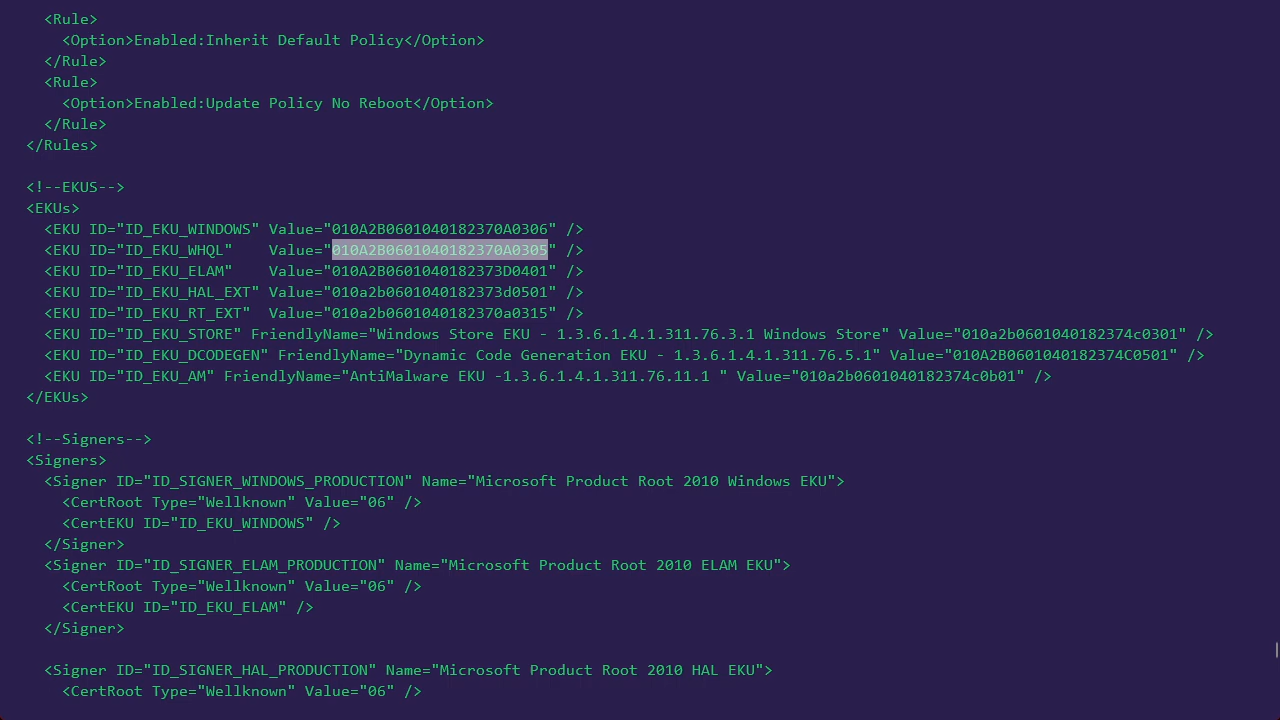 <Rule>
<Option>Enabled:Inherit Default Policy</Option>
</Rule>
<Rule>
<Option>Enabled:Update Policy No Reboot</Option>
</Rule>
</Rules>
<!--EKUS-->
<EKUs>
<EKU ID="ID_EKU_WINDOWS" Value="010A2B0601040182370A0306" />
<EKU ID="ID_EKU_WHQL"    Value="010A2B0601040182370A0305" />
<EKU ID="ID_EKU_ELAM"    Value="010A2B0601040182373D0401" />
<EKU ID="ID_EKU_HAL_EXT" Value="010a2b0601040182373d0501" />
<EKU ID="ID_EKU_RT_EXT"  Value="010a2b0601040182370a0315" />
<EKU ID="ID_EKU_STORE" FriendlyName="Windows Store EKU - 1.3.6.1.4.1.311.76.3.1 Windows Store" Value="010a2b0601040182374c0301" />
<EKU ID="ID_EKU_DCODEGEN" FriendlyName="Dynamic Code Generation EKU - 1.3.6.1.4.1.311.76.5.1" Value="010A2B0601040182374C0501" />
<EKU ID="ID_EKU_AM" FriendlyName="AntiMalware EKU -1.3.6.1.4.1.311.76.11.1 " Value="010a2b0601040182374c0b01" />
</EKUs>
<!--Signers-->
<Signers>
<Signer ID="ID_SIGNER_WINDOWS_PRODUCTION" Name="Microsoft Product Root 2010 Windows EKU">
<CertRoot Type="Wellknown" Value="06" />
<CertEKU ID="ID_EKU_WINDOWS" />
</Signer>
<Signer ID="ID_SIGNER_ELAM_PRODUCTION" Name="Microsoft Product Root 2010 ELAM EKU">
<CertRoot Type="Wellknown" Value="06" />
<CertEKU ID="ID_EKU_ELAM" />
</Signer>
<Signer ID="ID_SIGNER_HAL_PRODUCTION" Name="Microsoft Product Root 2010 HAL EKU">
<CertRoot Type="Wellknown" Value="06" />